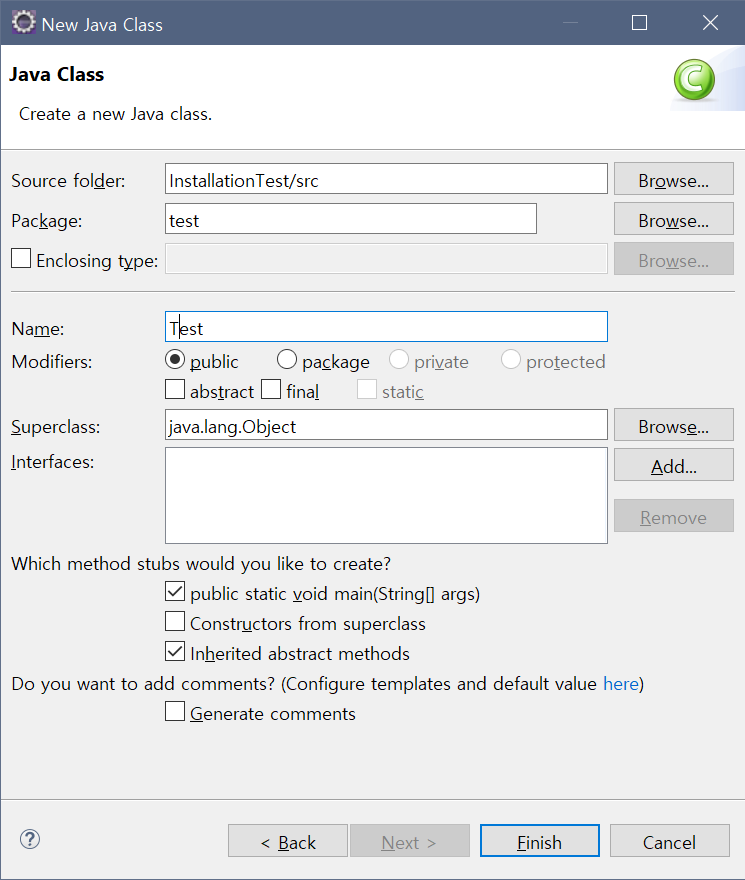 New Java Class
Java Class
Create a new Java class.
Source folder: InstallationTest/src Browse...
Package: test Browse...
Enclosing type: Browse...
Name: Test
Modifiers: public package private protected
abstract final static
Superclass: java.lang.Object Browse...
Interfaces: Add...
Remove
Which method stubs would you like to create?
public static void main(String[] args)
Constructors from superclass
Inherited abstract methods
Do you want to add comments? (Configure templates and default value here)
Generate comments
? < Back Next > Finish Cancel